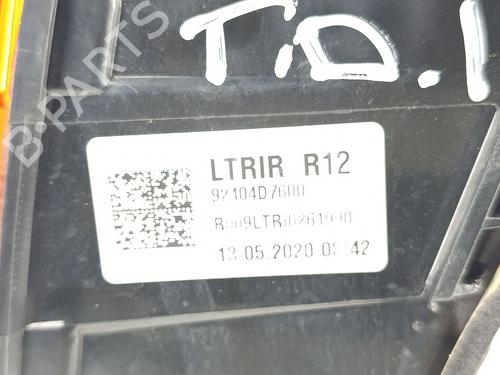 T.D.I
B-PARTS
LTRIR R12
92104D7600
13.05.2020